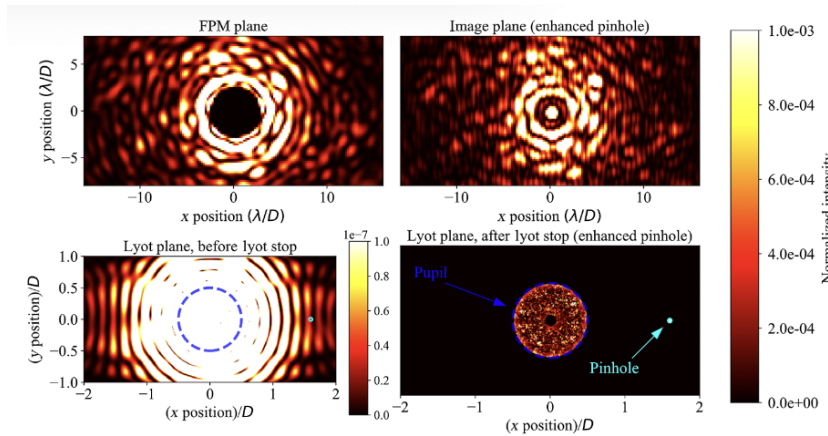 FPM plane
Image plane (enhanced pinhole)
y position (λ/D)
5
0
−5
−10
0
10
x position (λ/D)
−10
0
10
x position (λ/D)
1.0e-03
8.0e-04
6.0e-04
4.0e-04
2.0e-04
0.0e+00
Normalized intensity
Lyot plane, before lyot stop
1e−7
Lyot plane, after lyot stop (enhanced pinhole)
(y position)/D
1.0
0.5
0.0
−0.5
−1.0
−2
−1
0
1
2
(x position)/D
1.0
0.8
0.6
0.4
0.2
0.0
Pupil
Pinhole
−2
−1
0
1
2
(x position)/D